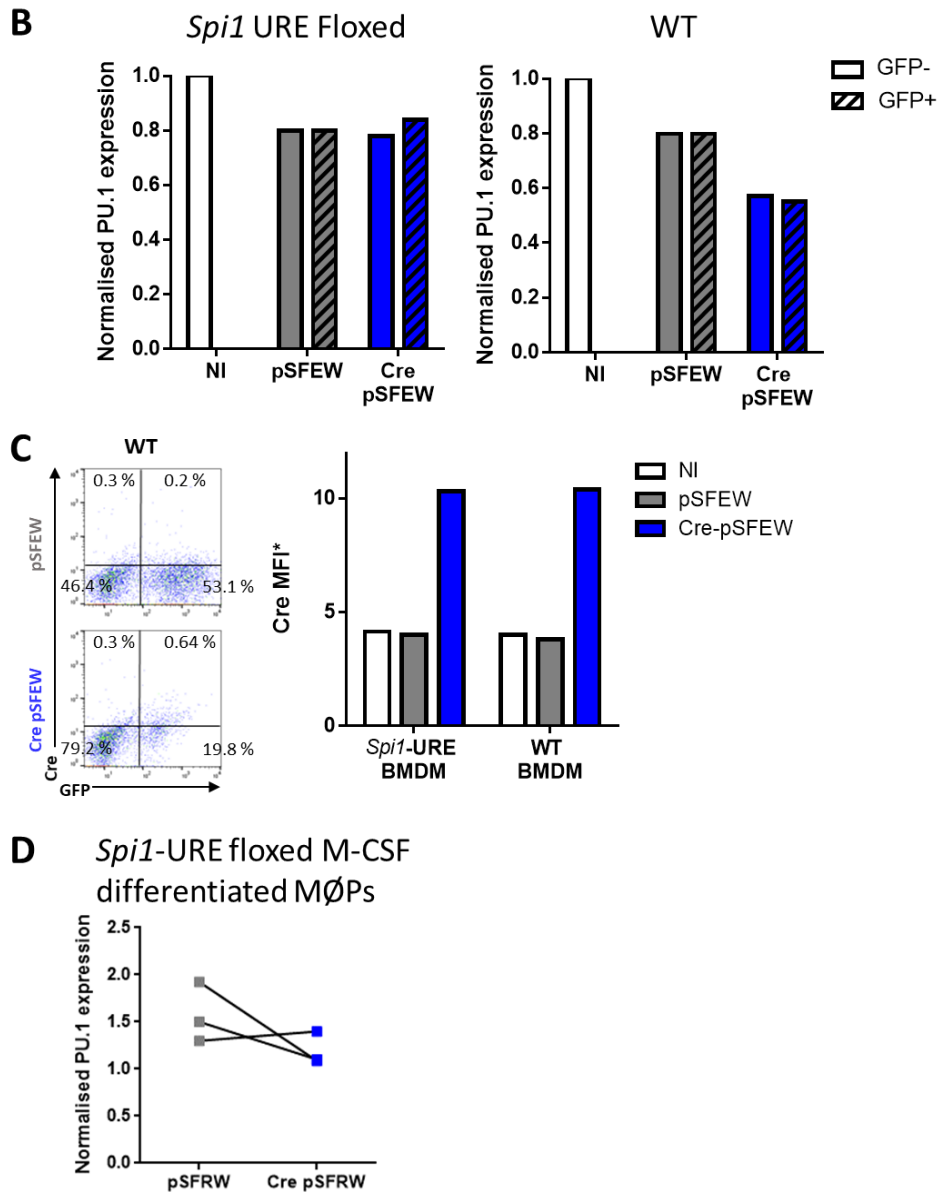 B
Spi1 URE Floxed
WT
GFP-
GFP+
Normalised PU.1 expression
1.0
0.8
0.6
0.4
0.2
0.0
NI
pSFEW
Cre
pSFEW
Normalised PU.1 expression
1.0
0.8
0.6
0.4
0.2
0.0
NI
pSFEW
Cre
pSFEW
C
WT
pSFEW
0.3 %
0.2 %
46.4 %
53.1 %
Cre pSFEW
0.3 %
0.64 %
79.2 %
19.8 %
Cre
GFP
Cre MFI*
10
5
0
Spi1-URE
BMDM
WT
BMDM
NI
pSFEW
Cre-pSFEW
D
Spi1-URE floxed M-CSF
differentiated MØPs
Normalised PU.1 expression
2.5
2.0
1.5
1.0
0.5
0.0
pSFRW
Cre pSFRW